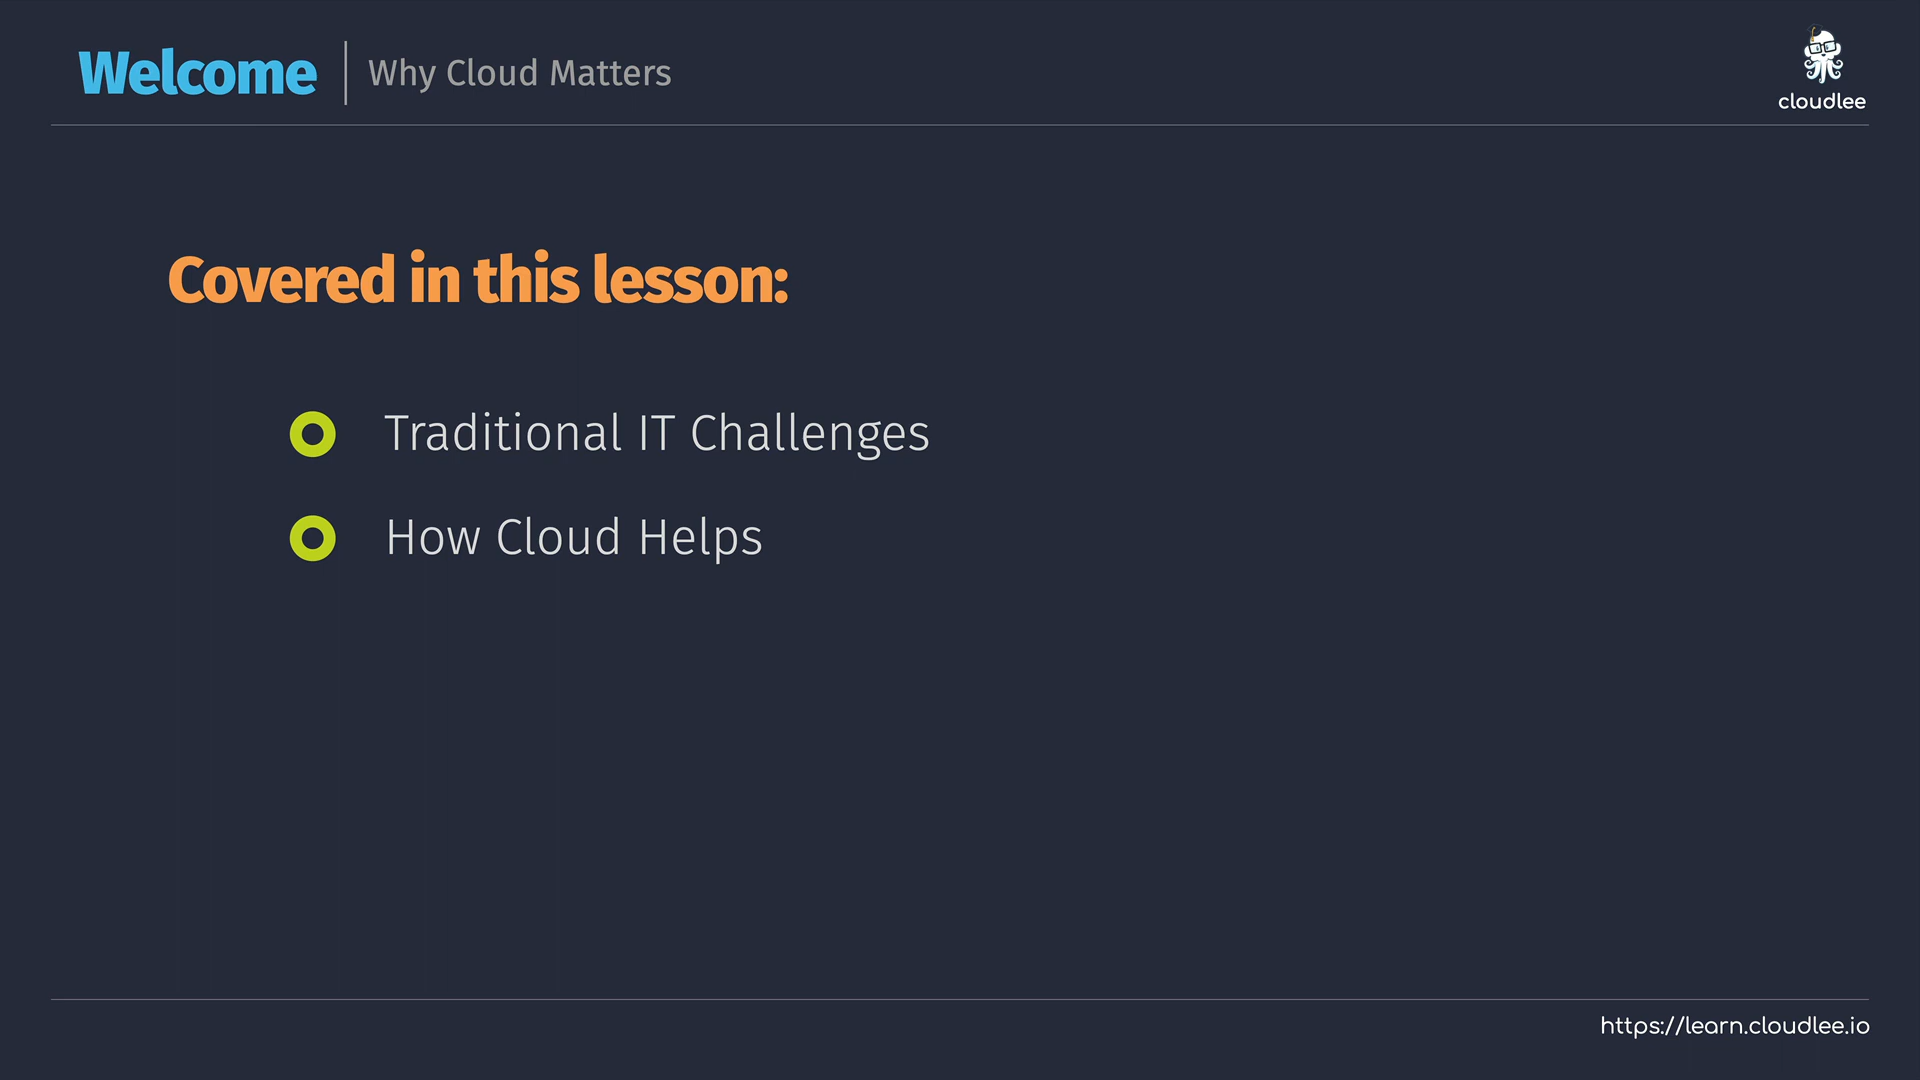 Welcome
Why Cloud Matters
cloudlee
Covered in this lesson:
Traditional IT Challenges
How Cloud Helps
https://learn.cloudlee.io